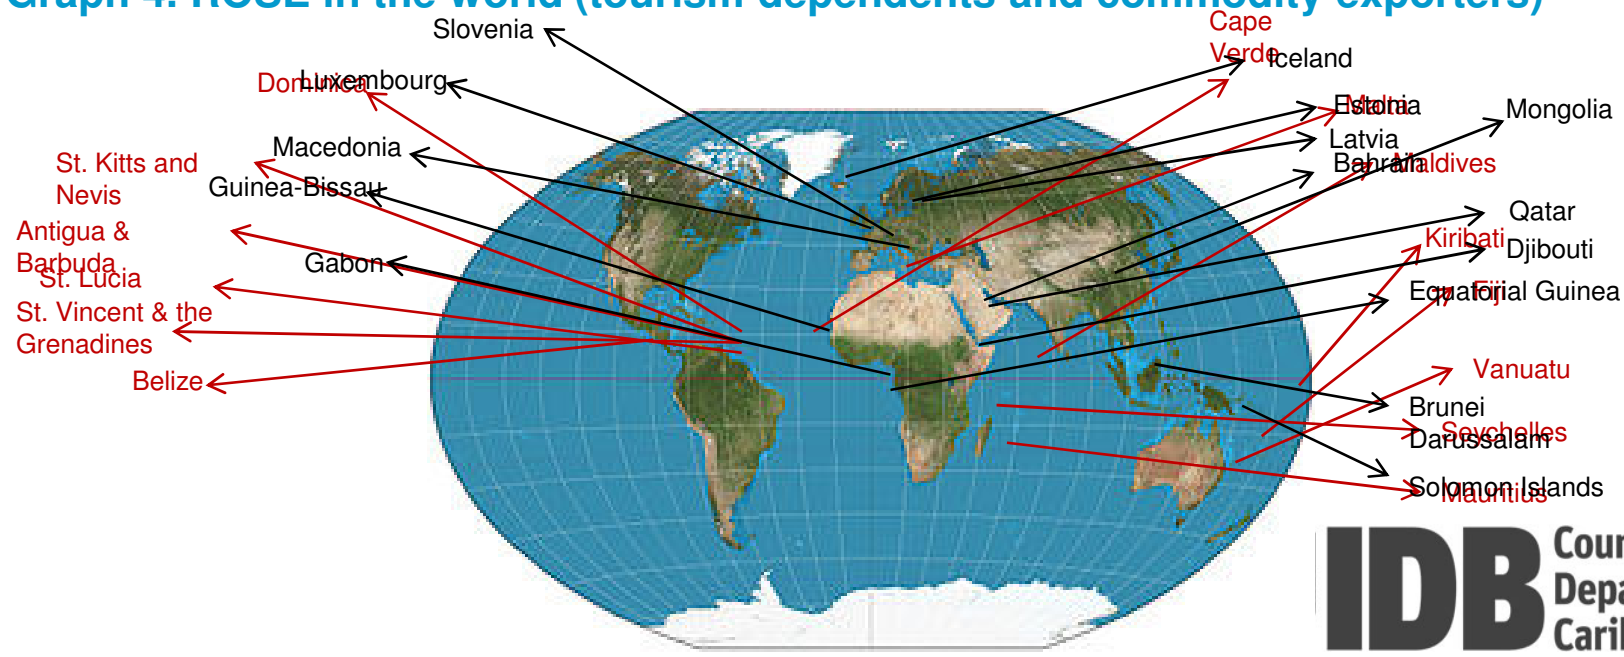 Graph 4. ROSE in the world (tourism dependents and commodity exporters)
Slovenia
Cape
Verde
Iceland
Dominica
Luxembourg
Estonia
Malta
Mongolia
Latvia
Macedonia
Bahrain
Maldives
St. Kitts and
Nevis
Guinea-Bissau
Qatar
Antigua &
Barbuda
Kiribati
Djibouti
Gabon
St. Lucia
Equatorial Guinea
Fiji
St. Vincent & the
Grenadines
Vanuatu
Belize
Brunei
Darussalam
Seychelles
Solomon Islands
Mauritius
IDB